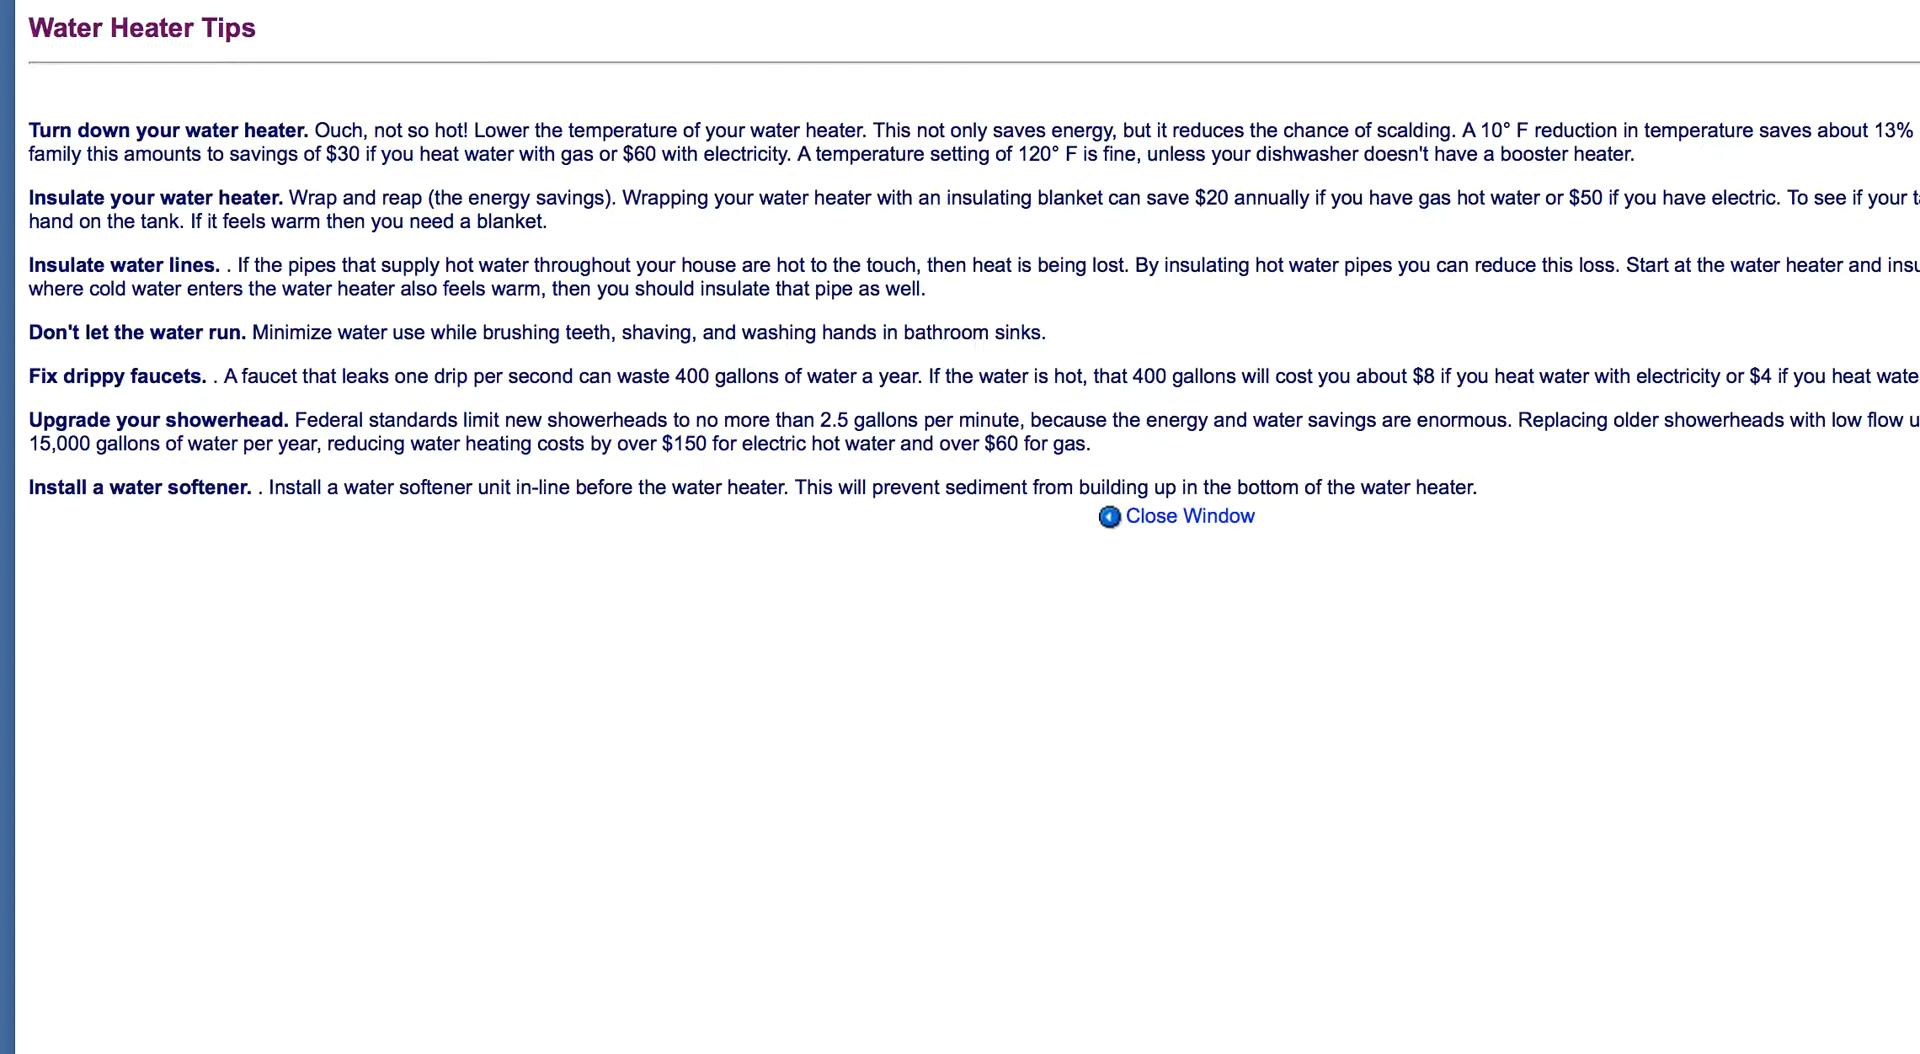 Water Heater Tips
Turn down your water heater. Ouch, not so hot! Lower the temperature of your water heater. This not only saves energy, but it reduces the chance of scalding. A 10° F reduction in temperature saves about 13%
family this amounts to savings of $30 if you heat water with gas or $60 with electricity. A temperature setting of 120° F is fine, unless your dishwasher doesn't have a booster heater.
Insulate your water heater. Wrap and reap (the energy savings). Wrapping your water heater with an insulating blanket can save $20 annually if you have gas hot water or $50 if you have electric. To see if your
hand on the tank. If it feels warm then you need a blanket.
Insulate water lines. . If the pipes that supply hot water throughout your house are hot to the touch, then heat is being lost. By insulating hot water pipes you can reduce this loss. Start at the water heater and
where cold water enters the water heater also feels warm, then you should insulate that pipe as well.
Don't let the water run. Minimize water use while brushing teeth, shaving, and washing hands in bathroom sinks.
Fix drippy faucets. . A faucet that leaks one drip per second can waste 400 gallons of water a year. If the water is hot, that 400 gallons will cost you about $8 if you heat water with electricity or $4 if you heat wate
Upgrade your showerhead. Federal standards limit new showerheads to no more than 2.5 gallons per minute, because the energy and water savings are enormous. Replacing older showerheads with low flow u
15,000 gallons of water per year, reducing water heating costs by over $150 for electric hot water and over $60 for gas.
Install a water softener. . Install a water softener unit in-line before the water heater. This will prevent sediment from building up in the bottom of the water heater.
Close Window